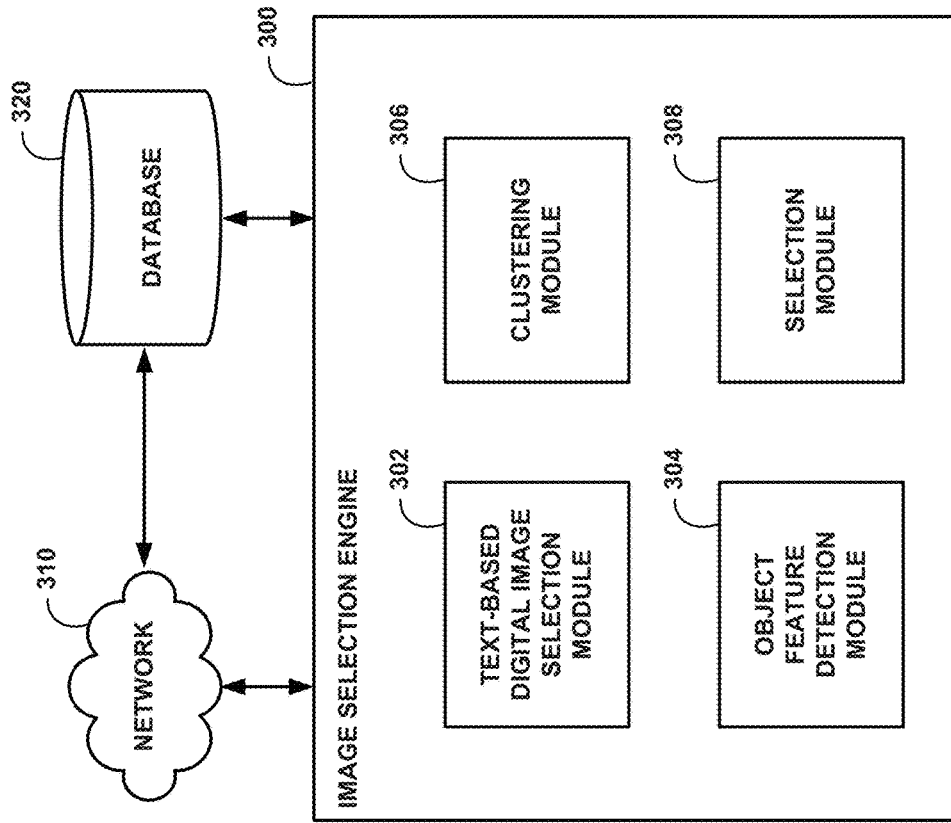 320
310
NETWORK
DATABASE
300
IMAGE SELECTION ENGINE
302
TEXT-BASED
DIGITAL IMAGE
SELECTION
MODULE
306
CLUSTERING
MODULE
304
OBJECT
FEATURE
DETECTION
MODULE
308
SELECTION
MODULE